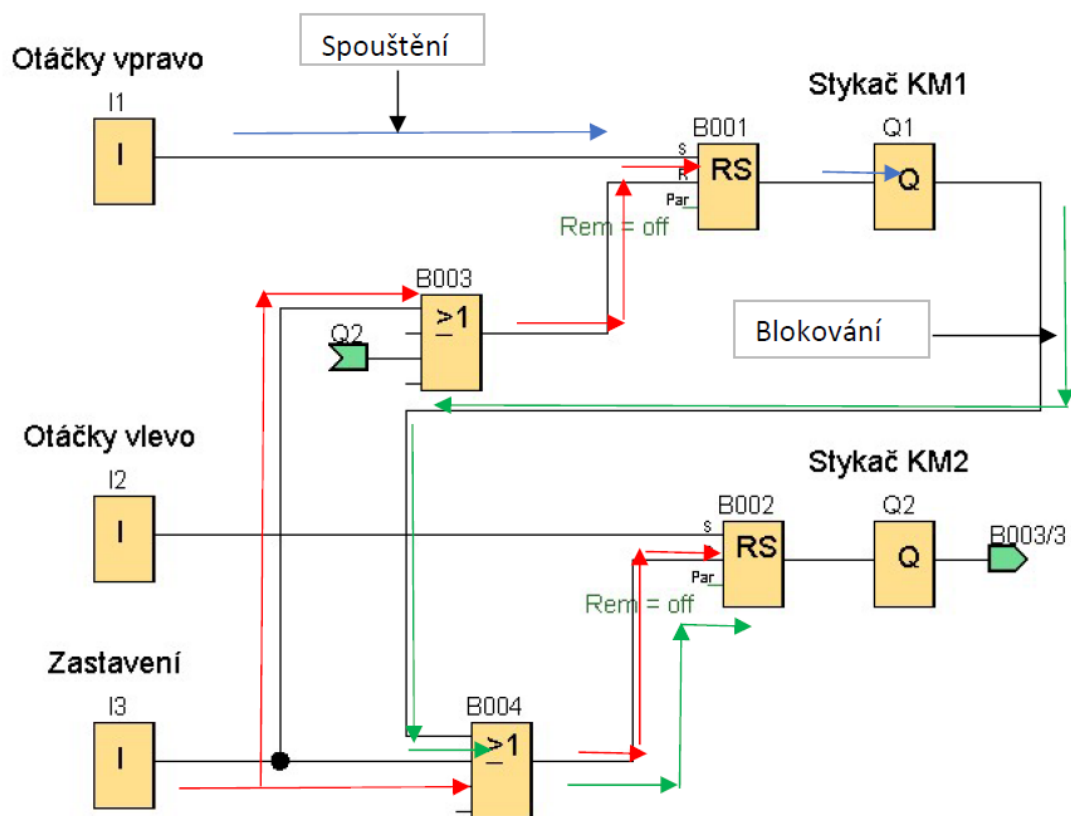 Spouštění
Otáčky vpravo
Stykač KM1
I1
B001
Q1
I
S
RS
Q
R
Par
Rem = off
B003
≥1
Q2
Blokování
Otáčky vlevo
Stykač KM2
I2
B002
Q2
I
S
RS
Q
B003/3
Par
Rem = off
Zastavení
I3
B004
I
≥1